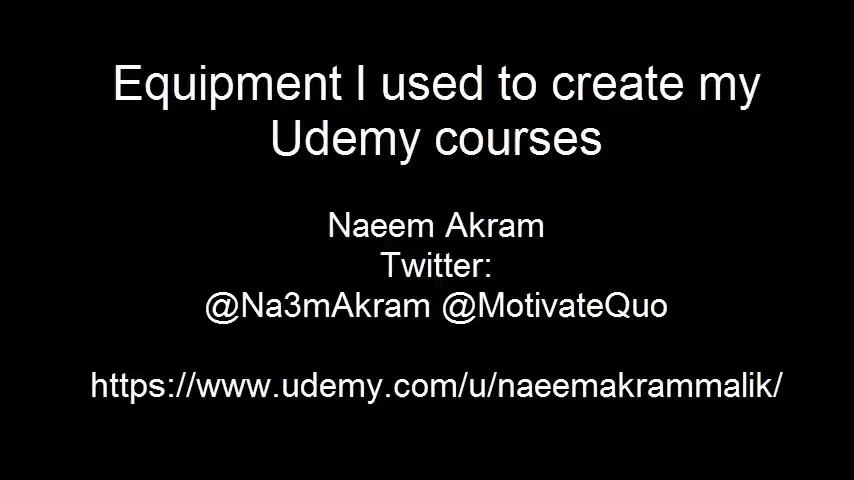 Equipment I used to create my
Udemy courses
Naeem Akram
Twitter:
@Na3mAkram @MotivateQuo
https://www.udemy.com/u/naeemakrammalik/